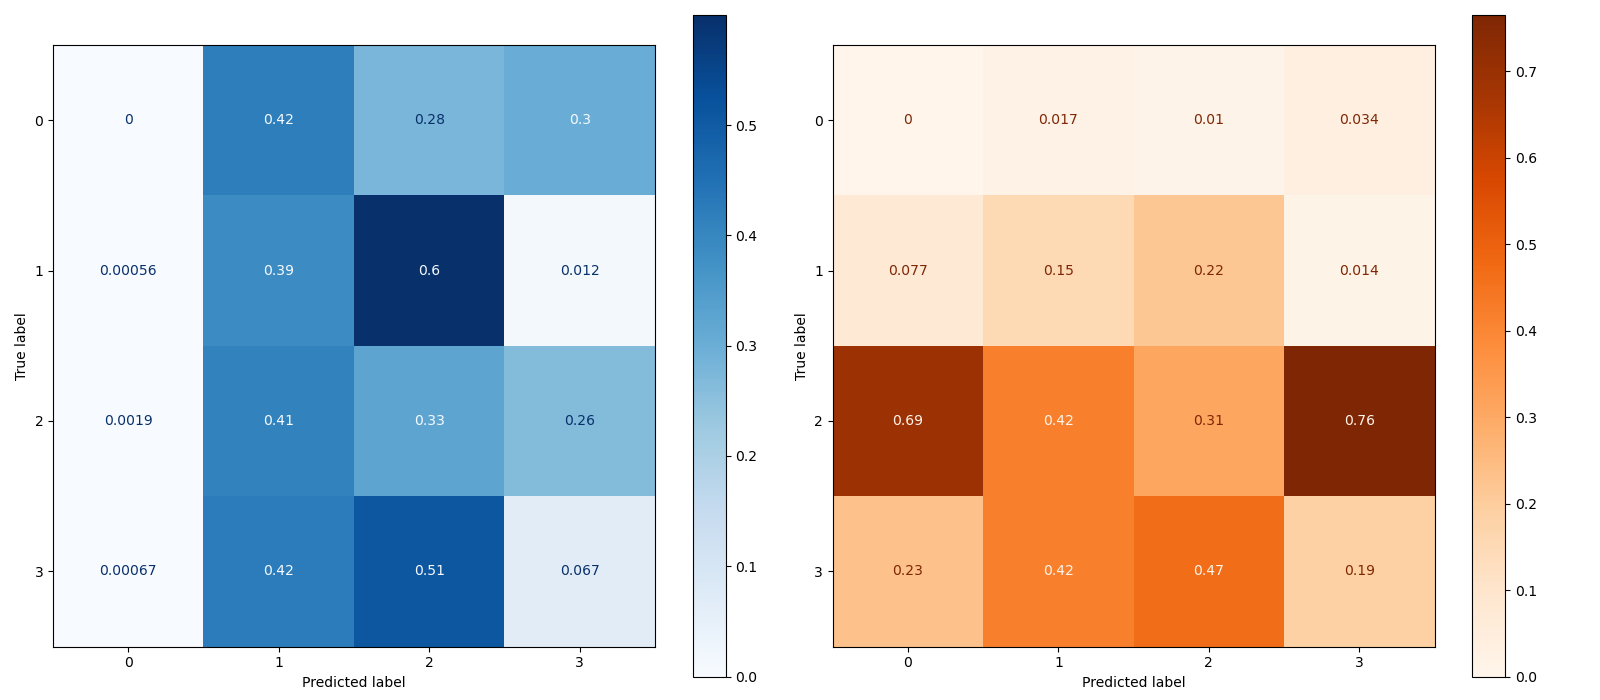 0 0.42 0.28 0.3
1 0.00056 0.39 0.6 0.012
2 0.0019 0.41 0.33 0.26
3 0.00067 0.42 0.51 0.067
0 1 2 3
True label
Predicted label
0.5
0.4
0.3
0.2
0.1
0.0
0 0 0.017 0.01 0.034
1 0.077 0.15 0.22 0.014
2 0.69 0.42 0.31 0.76
3 0.23 0.42 0.47 0.19
0 1 2 3
True label
Predicted label
0.7
0.6
0.5
0.4
0.3
0.2
0.1
0.0